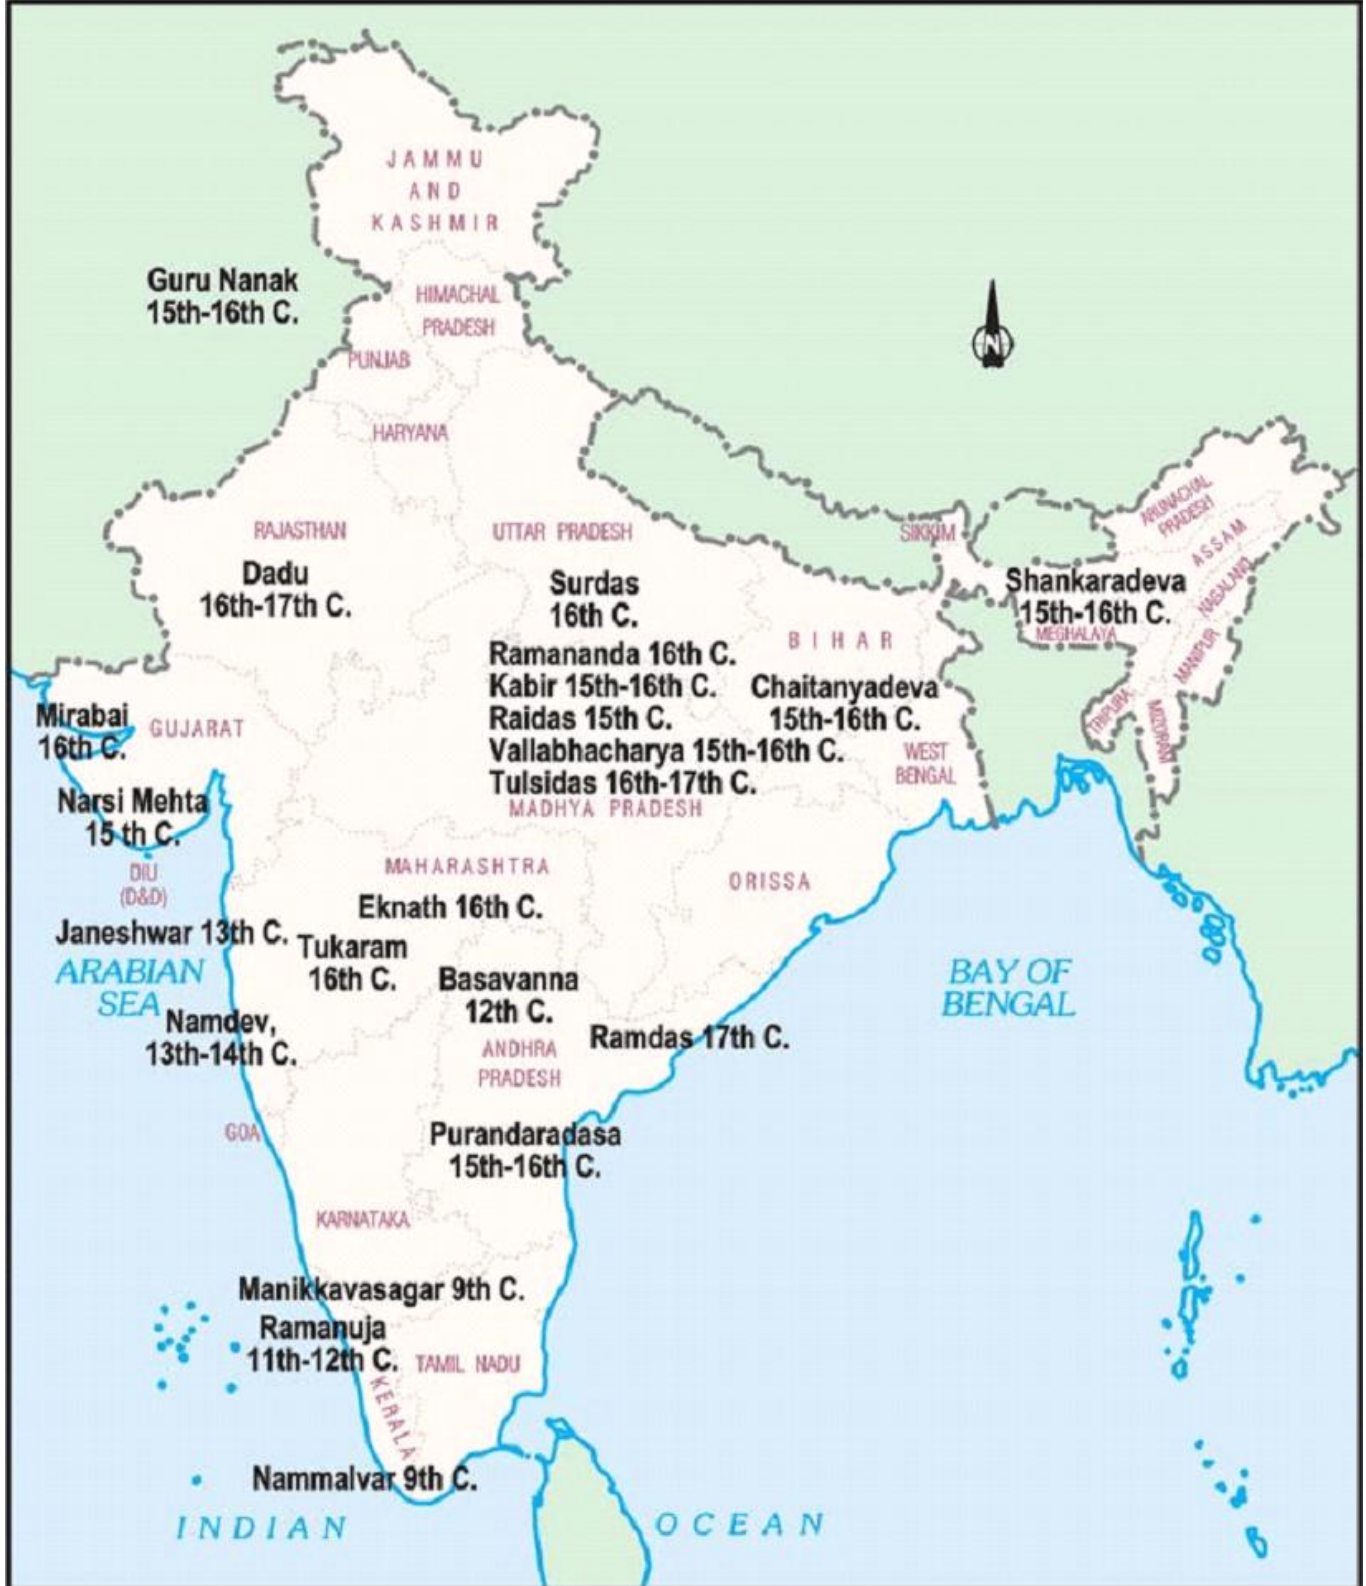 JAMMU
AND
KASHMIR
Guru Nanak
15th-16th C.
HIMACHAL
PRADESH
N
PUNJAB
HARYANA
RAJASTHAN
UTTAR PRADESH
SIKKIM
ARUNACHAL
PRADESH
ASSAM
NAGALAND
Dadu
16th-17th C.
Surdas
16th C.
Shankaradeva
15th-16th C.
MEGHALAYA
MANIPUR
BIHAR
Ramananda 16th C.
Kabir 15th-16th C.
Raidas 15th C.
Vallabhacharya 15th-16th C.
Tulsidas 16th-17th C.
Chaitanyadeva
15th-16th C.
TRIPURA
MIZORAM
Mirabai
16th C.
GUJARAT
WEST
BENGAL
Narsi Mehta
15 th C.
MADHYA PRADESH
DIU
(D&D)
MAHARASHTRA
ORISSA
Eknath 16th C.
Janeshwar 13th C.
Tukaram
16th C.
ARABIAN
SEA
Basavanna
12th C.
BAY OF
BENGAL
Namdev,
13th-14th C.
Ramdas 17th C.
ANDHRA
PRADESH
GOA
Purandaradasa
15th-16th C.
KARNATAKA
Manikkavasagar 9th C.
Ramanuja
11th-12th C.
TAMIL NADU
KERALA
Nammalvar 9th C.
INDIAN OCEAN